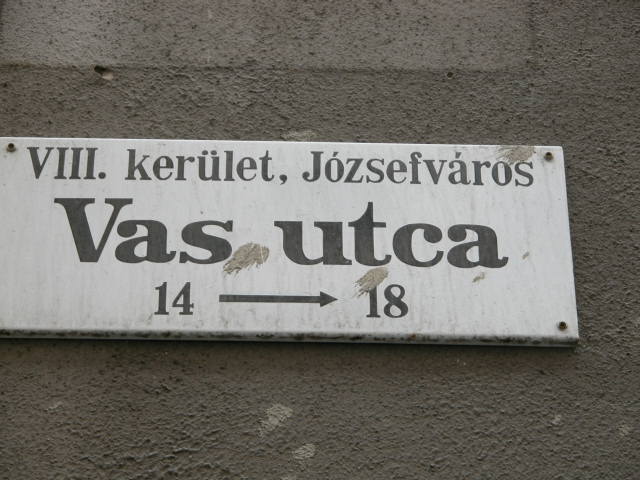 VIII. kerület, Józsefváros
Vas utca
14 → 18